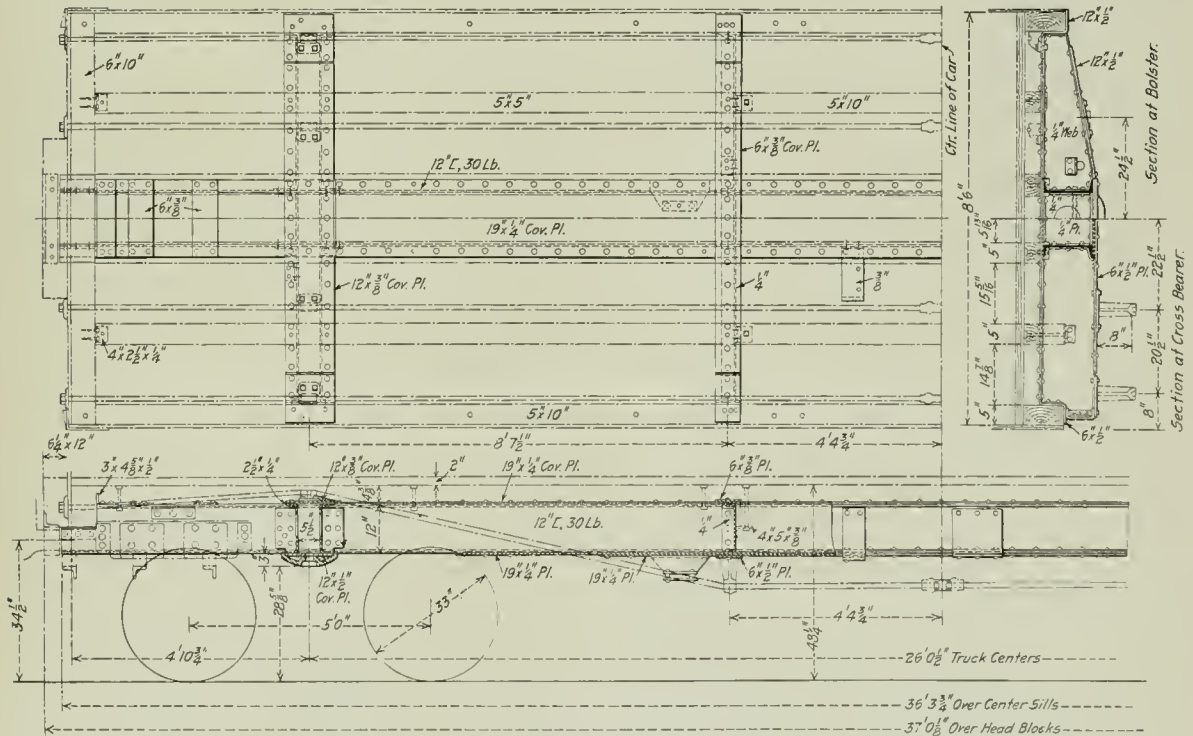 6"x10"
5"x5"
5"x10"
6"x3/8" Cov. Pl.
12"[, 30 Lb.
6"x3/8"
19"x1/4" Cov. Pl.
12"x3/8" Cov. Pl.
1/4"
3/8"
4"x2 1/2"x1/4"
5"x10"
Ctr. Line of Car
8'7 1/2"
4'4 3/4"
12"x1/2"
12"x1/2"
1/4" Web
24 1/2"
Section at Bolster.
8'6"
1/4" Pl.
5 13/16"
5"
15 5/16"
5"
14 7/8"
5"
6"x1/2" Pl.
22 1/2"
8"
20 1/2"
8"
6"x1/2"
Section at Cross Bearer.
6 1/4"x12"
3"x4 5/8"x1/2"
2 1/2"x1/4"
12"x3/8" Cov. Pl.
19"x1/4" Cov. Pl.
2"
4 3/8"
6"x3/8" Pl.
5 1/2"
12"
12"[, 30 Lb.
1/4"
4"x5"x3/8"
12"x1/2" Cov. Pl.
19"x1/4" Pl.
19"x1/4" Pl.
6"x1/2" Pl.
34 1/2"
28 5/8"
33"
5'0"
43 1/4"
4'4 3/4"
4'10 3/4"
26'0 1/2" Truck Centers
36'3 3/4" Over Center Sills
37'0 1/8" Over Head Blocks